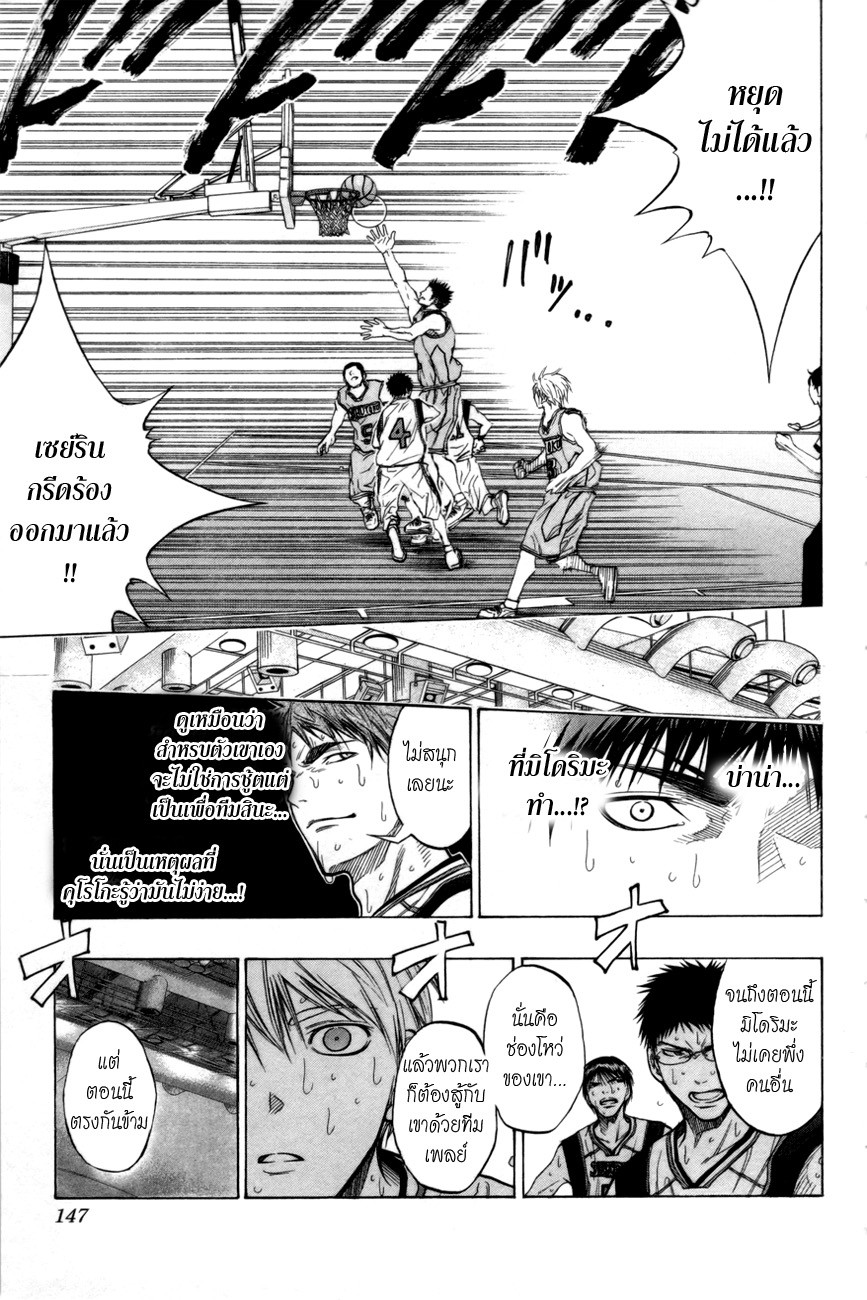 หยุด
ไม่ได้แล้ว
...!!
เซย์ริน
กรีดร้อง
ออกมาแล้ว
!!
4
บ่าน่า...
ที่มิโดริมะ
ทำ...!?
ไม่สนุก
เลยนะ
ดูเหมือนว่า
สำหรบตัวเขาเอง
จะไม่ใช่การชู้ตแต่
เป็นเพื่อทีมสินะ...
นั่นเป็นเหตุผลที่
คุโรโกะรู้ว่ามันไม่ง่าย...!
オ
オ
オ
จนถึงตอนนี้
มิโดริมะ
ไม่เคยพึ่ง
คนอื่น
นั่นคือ
ช่องโหว่
ของเขา...
แล้วพวกเรา
ก็ต้องสู้กับ
เขาด้วยทีม
เพลย์
แต่
ตอนนี้
ตรงกันข้าม
147